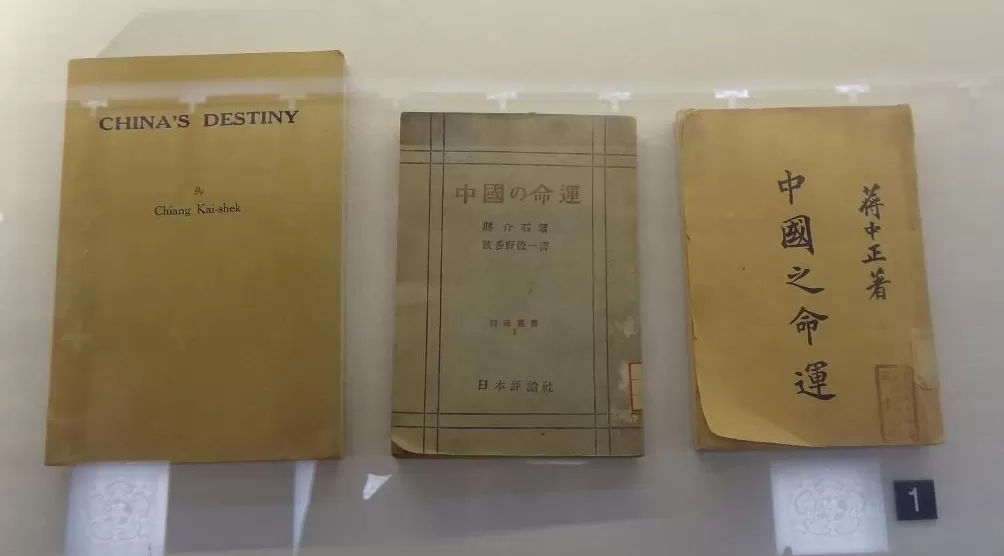 CHINA'S DESTINY
By
Chiang Kai-shek
中國の命運
蔣介石著
波多野乾一譯
1
日本評論社
蔣中正著
中國之命運
1